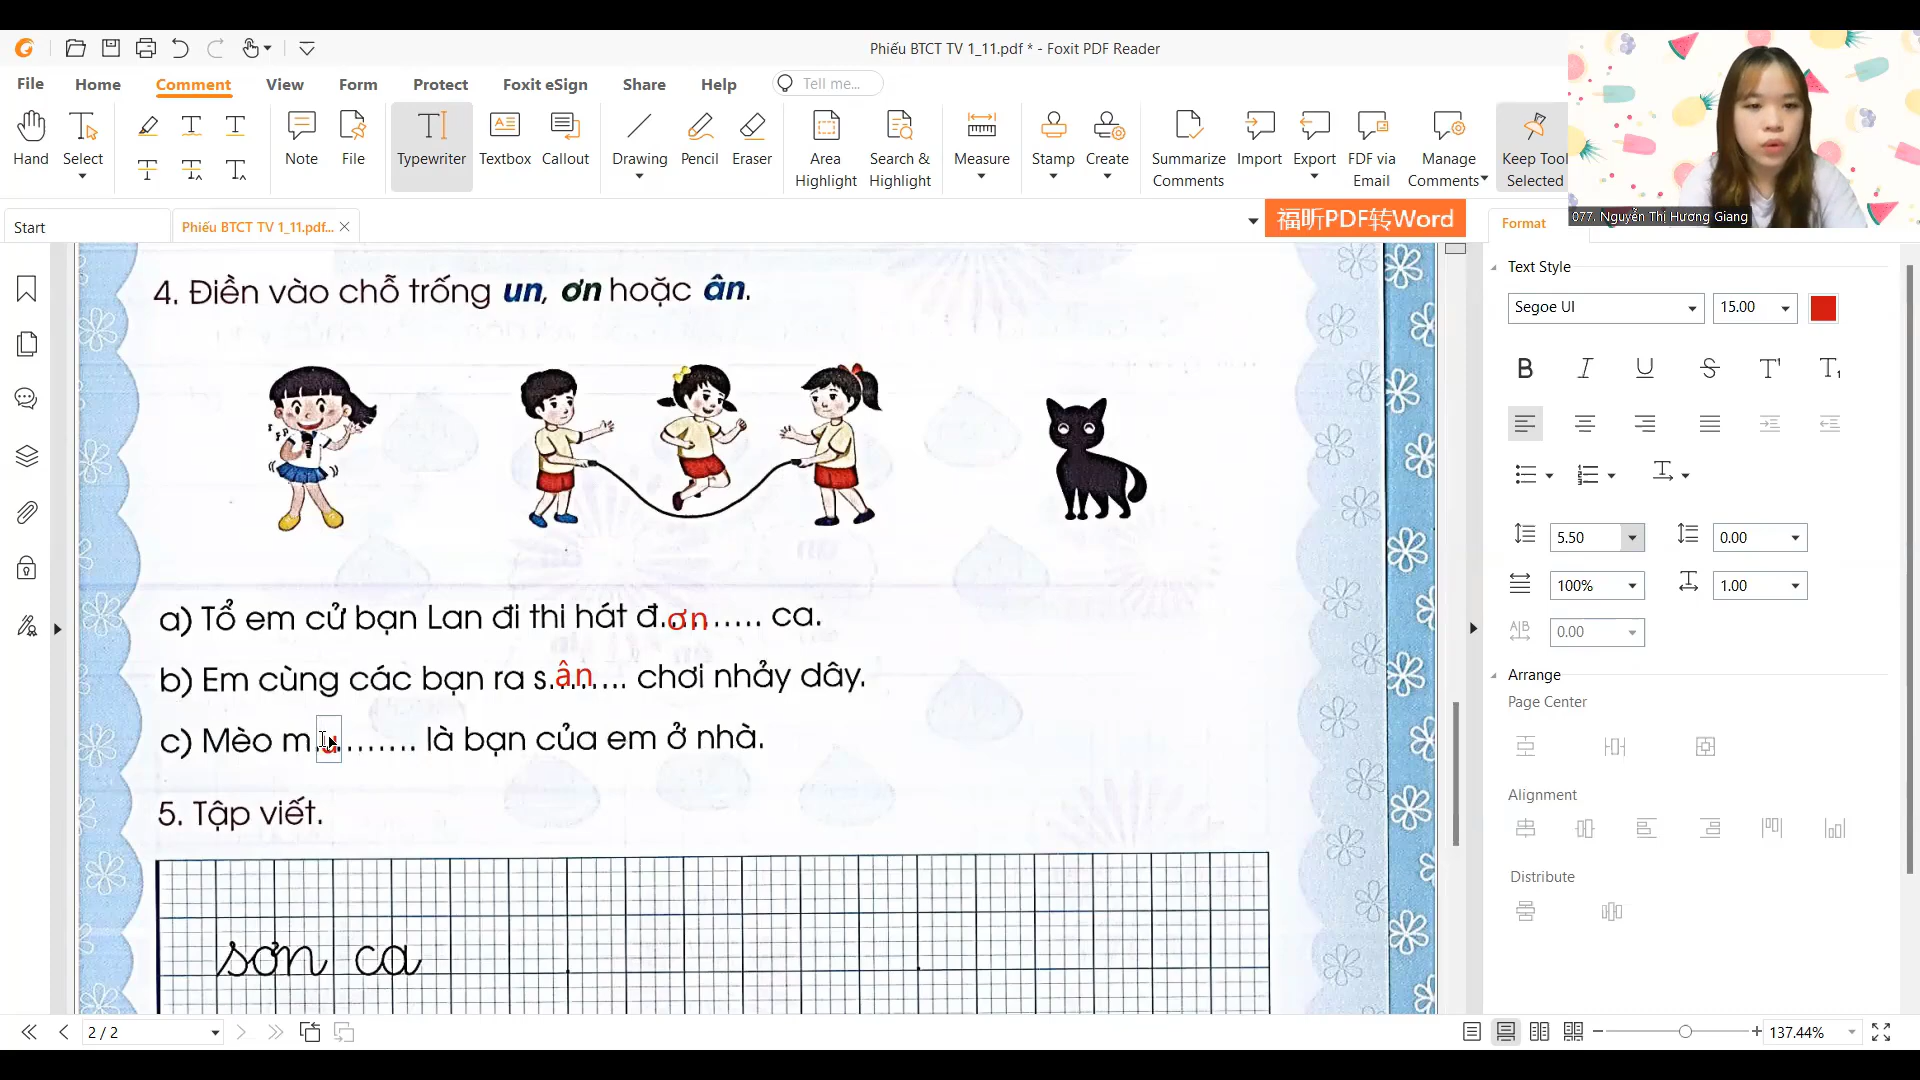 Phiếu BTCT TV 1_11.pdf * - Foxit PDF Reader
File Home Comment View Form Protect Foxit eSign Share Help Tell me...
Hand Select Note File Typewriter Textbox Callout Drawing Pencil Eraser Area Highlight Search & Highlight Measure Stamp Create Summarize Comments Import Export FDF via Email Manage Comments Keep Tool Selected
077. Nguyễn Thị Hương Giang
Start Phiếu BTCT TV 1_11.pdf... 福昕PDF转Word Format
Text Style
Segoe UI 15.00
4. Điền vào chỗ trống un, ơn hoặc ân.
5.50 0.00
100% 1.00
0.00
a) Tổ em cử bạn Lan đi thi hát đ.ơn...... ca.
b) Em cùng các bạn ra s.ân.... chơi nhảy dây.
c) Mèo m.u........ là bạn của em ở nhà.
5. Tập viết.
sơn ca
Arrange
Page Center
Alignment
Distribute
2 / 2 137.44%